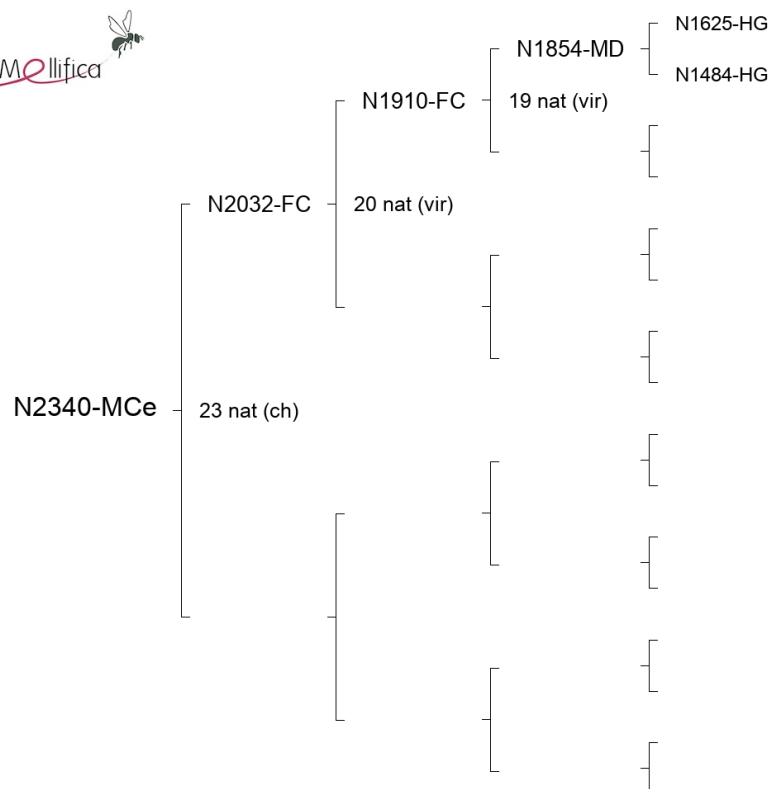 Mellifica
N1625-HG
N1854-MD
N1484-HG
N1910-FC
19 nat (vir)
N2032-FC
20 nat (vir)
N2340-MCe
23 nat (ch)